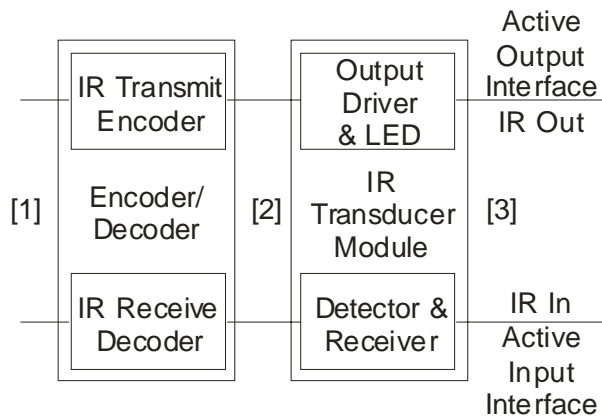 Active
Output
Interface
IR Out
IR Transmit
Encoder
Output
Driver
& LED
[1]
Encoder/
Decoder
[2]
IR
Transducer
Module
[3]
IR Receive
Decoder
Detector &
Receiver
IR In
Active
Input
Interface